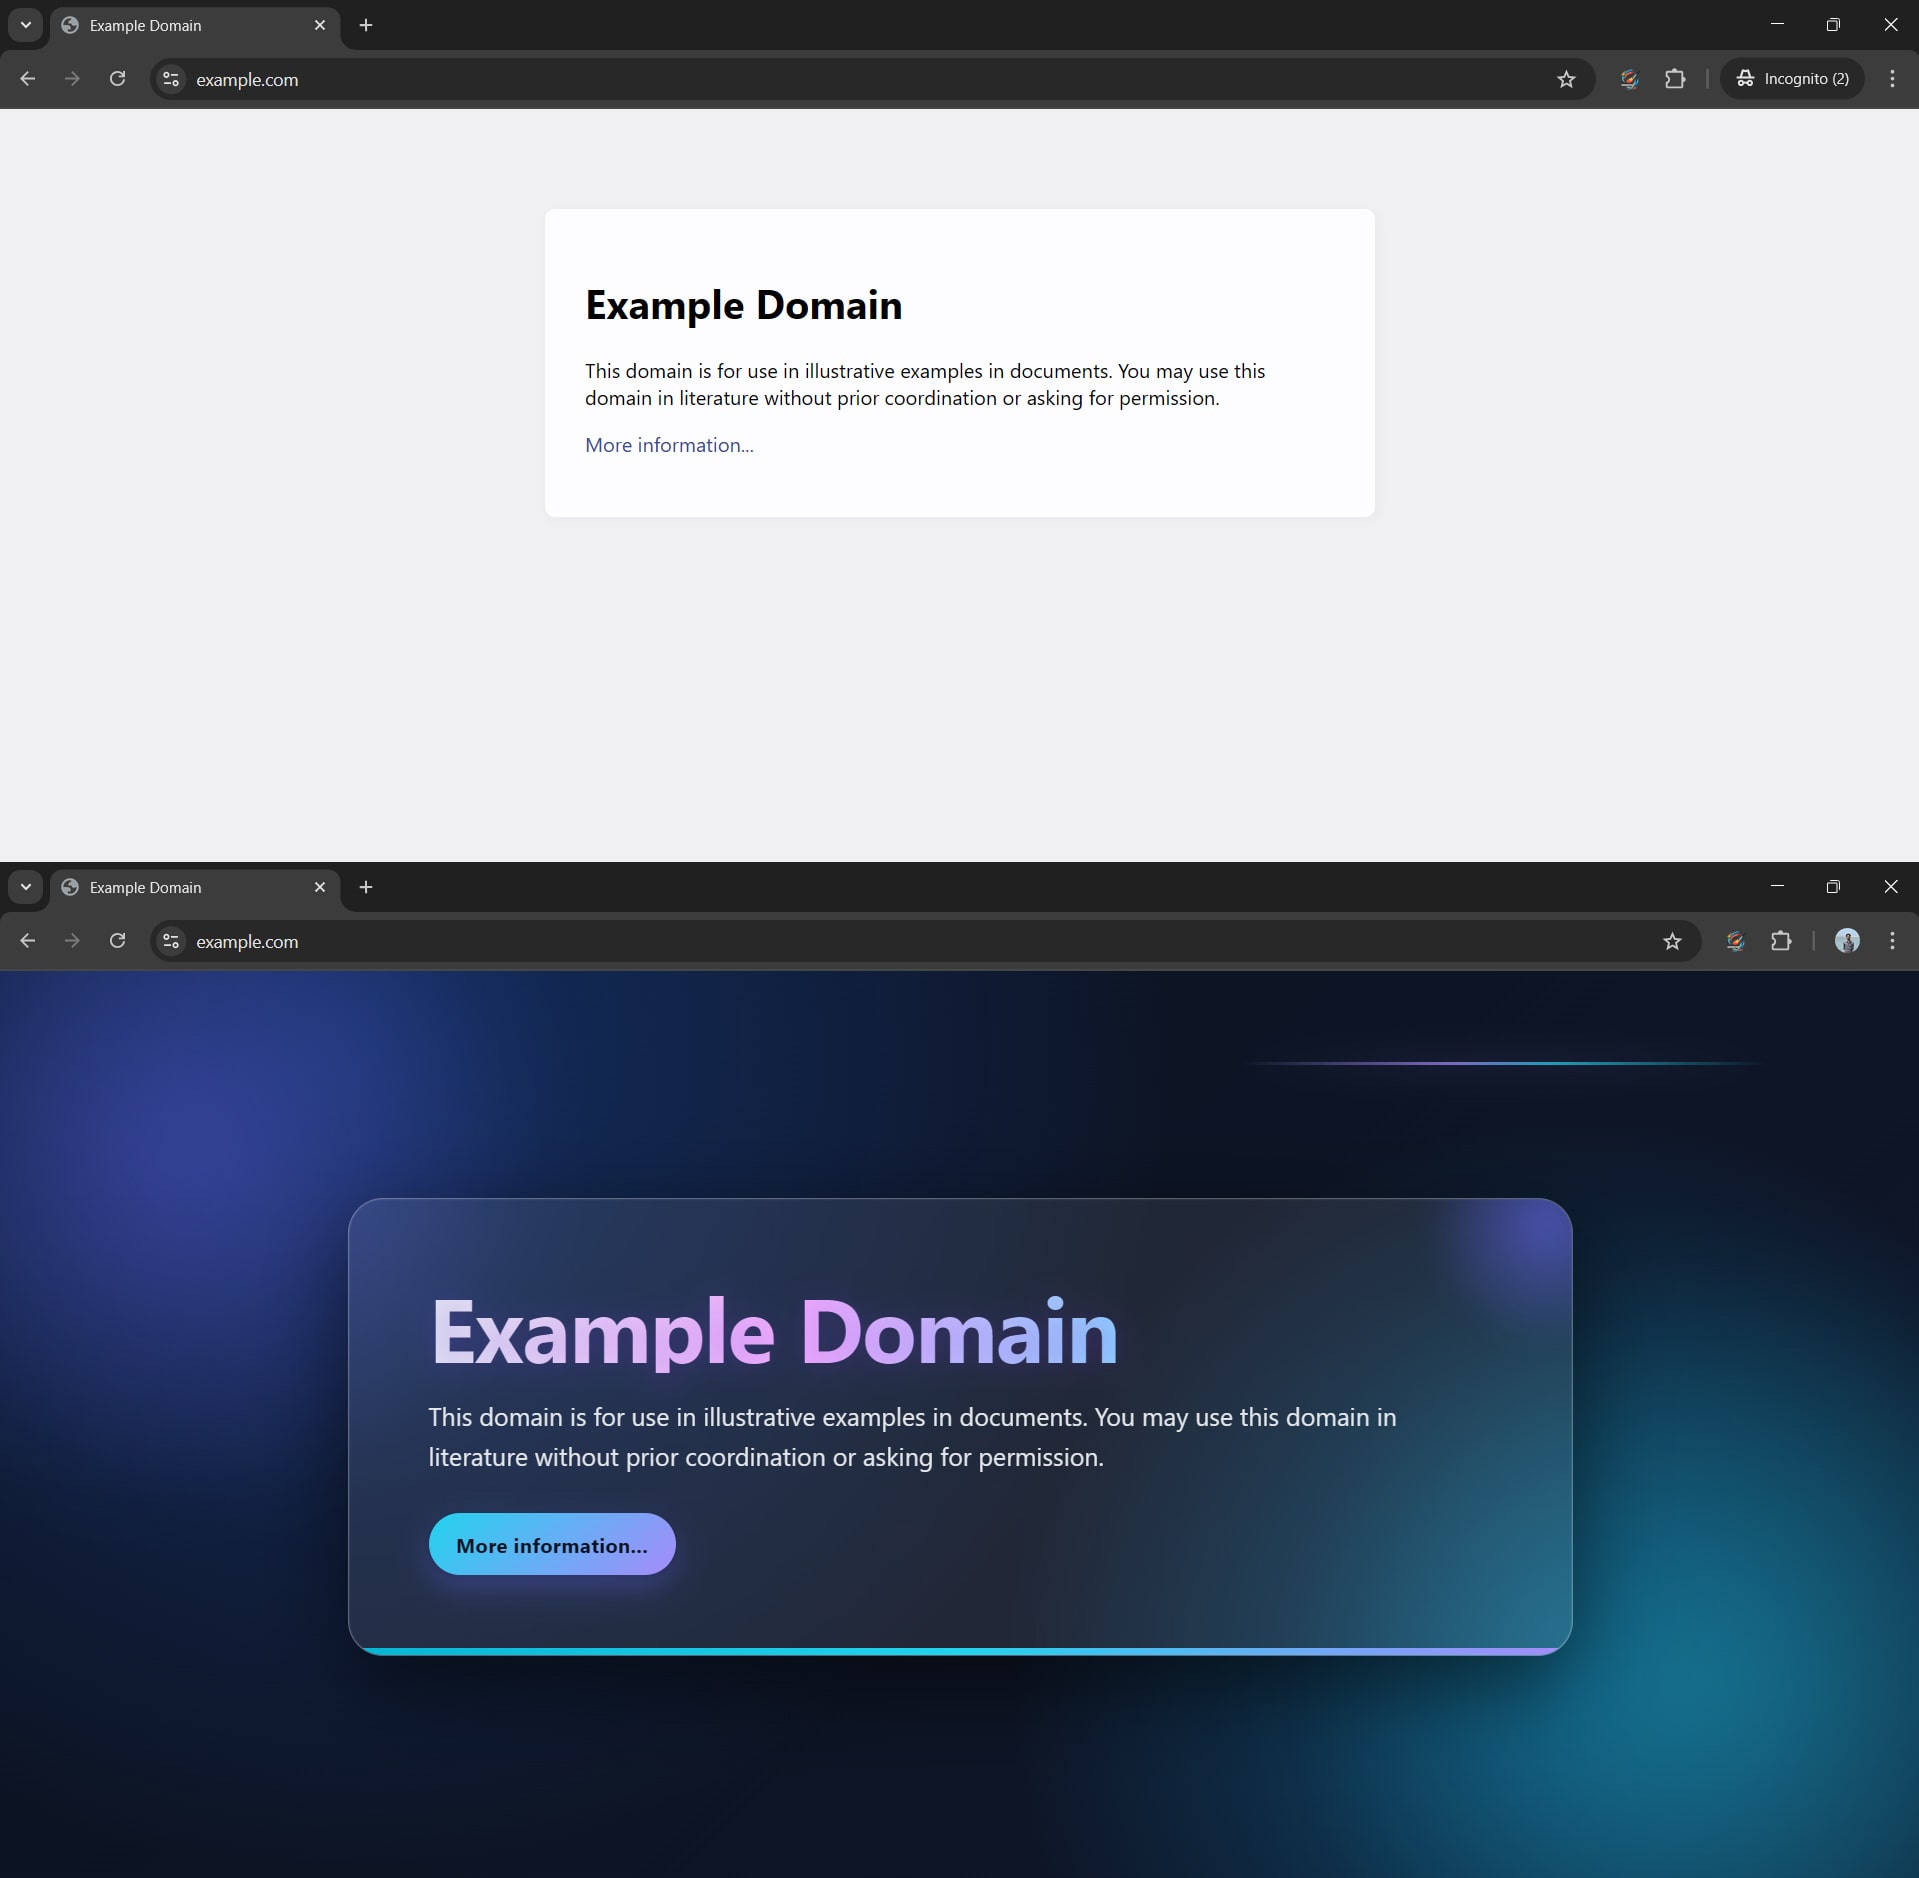 Example Domain
example.com
Incognito (2)
Example Domain
This domain is for use in illustrative examples in documents. You may use this
domain in literature without prior coordination or asking for permission.
More information...
Example Domain
example.com
Example Domain
This domain is for use in illustrative examples in documents. You may use this domain in
literature without prior coordination or asking for permission.
More information...